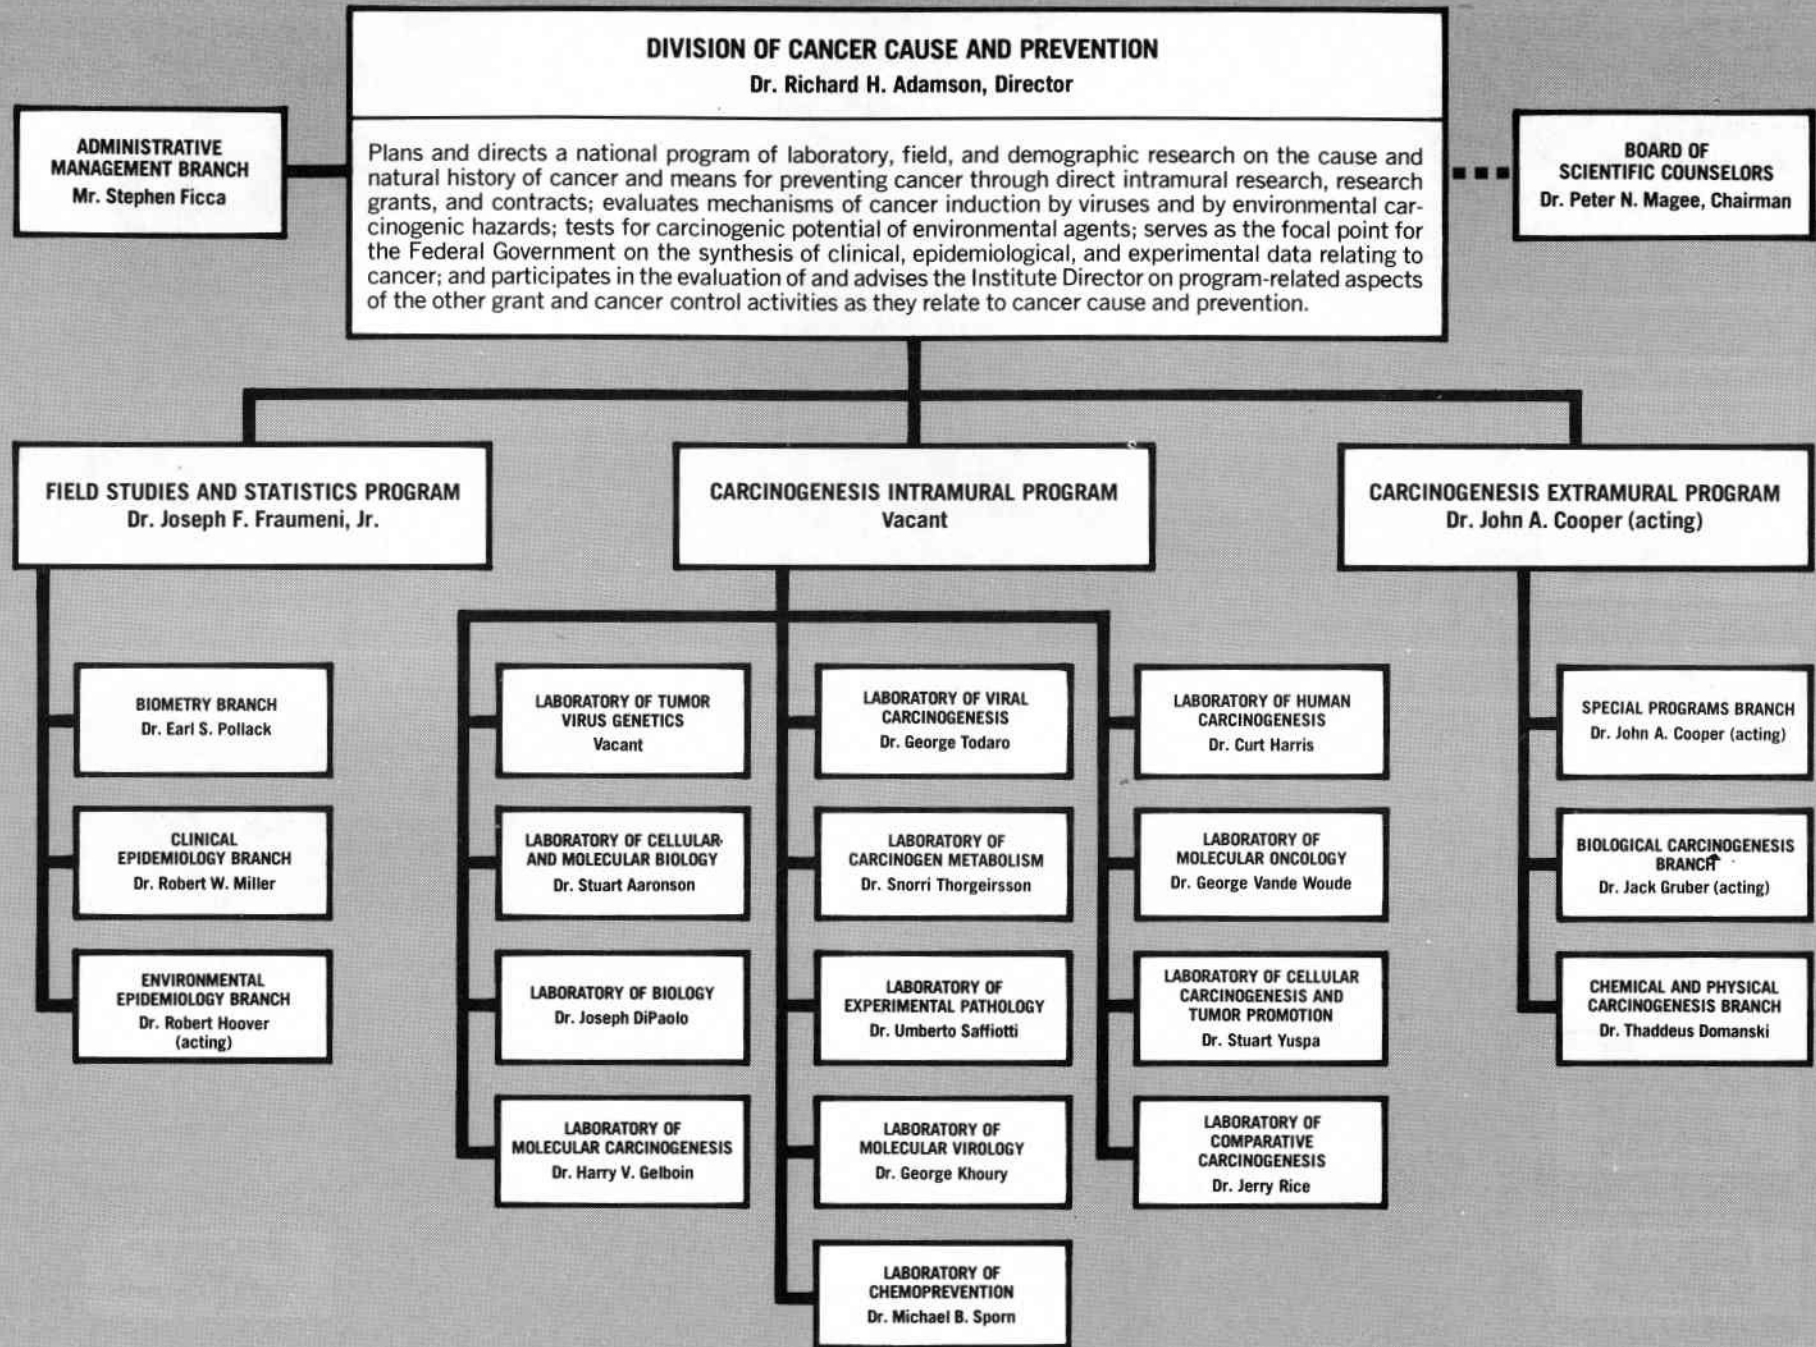 DIVISION OF CANCER CAUSE AND PREVENTION
Dr. Richard H. Adamson, Director
Plans and directs a national program of laboratory, field, and demographic research on the cause and
natural history of cancer and means for preventing cancer through direct intramural research, research
grants, and contracts; evaluates mechanisms of cancer induction by viruses and by environmental car-
cinogenic hazards; tests for carcinogenic potential of environmental agents; serves as the focal point for
the Federal Government on the synthesis of clinical, epidemiological, and experimental data relating to
cancer; and participates in the evaluation of and advises the Institute Director on program-related aspects
of the other grant and cancer control activities as they relate to cancer cause and prevention.
ADMINISTRATIVE
MANAGEMENT BRANCH
Mr. Stephen Ficca
BOARD OF
SCIENTIFIC COUNSELORS
Dr. Peter N. Magee, Chairman
FIELD STUDIES AND STATISTICS PROGRAM
Dr. Joseph F. Fraumeni, Jr.
BIOMETRY BRANCH
Dr. Earl S. Pollack
CLINICAL
EPIDEMIOLOGY BRANCH
Dr. Robert W. Miller
ENVIRONMENTAL
EPIDEMIOLOGY BRANCH
Dr. Robert Hoover
(acting)
CARCINOGENESIS INTRAMURAL PROGRAM
Vacant
LABORATORY OF TUMOR
VIRUS GENETICS
Vacant
LABORATORY OF CELLULAR
AND MOLECULAR BIOLOGY
Dr. Stuart Aaronson
LABORATORY OF BIOLOGY
Dr. Joseph DiPaolo
LABORATORY OF
MOLECULAR CARCINOGENESIS
Dr. Harry V. Gelboin
LABORATORY OF VIRAL
CARCINOGENESIS
Dr. George Todaro
LABORATORY OF
CARCINOGEN METABOLISM
Dr. Snorri Thorgeirsson
LABORATORY OF
EXPERIMENTAL PATHOLOGY
Dr. Umberto Saffiotti
LABORATORY OF
MOLECULAR VIROLOGY
Dr. George Khoury
LABORATORY OF
CHEMOPREVENTION
Dr. Michael B. Sporn
LABORATORY OF HUMAN
CARCINOGENESIS
Dr. Curt Harris
LABORATORY OF
MOLECULAR ONCOLOGY
Dr. George Vande Woude
LABORATORY OF CELLULAR
CARCINOGENESIS AND
TUMOR PROMOTION
Dr. Stuart Yuspa
LABORATORY OF
COMPARATIVE
CARCINOGENESIS
Dr. Jerry Rice
CARCINOGENESIS EXTRAMURAL PROGRAM
Dr. John A. Cooper (acting)
SPECIAL PROGRAMS BRANCH
Dr. John A. Cooper (acting)
BIOLOGICAL CARCINOGENESIS
BRANCH
Dr. Jack Gruber (acting)
CHEMICAL AND PHYSICAL
CARCINOGENESIS BRANCH
Dr. Thaddeus Domanski